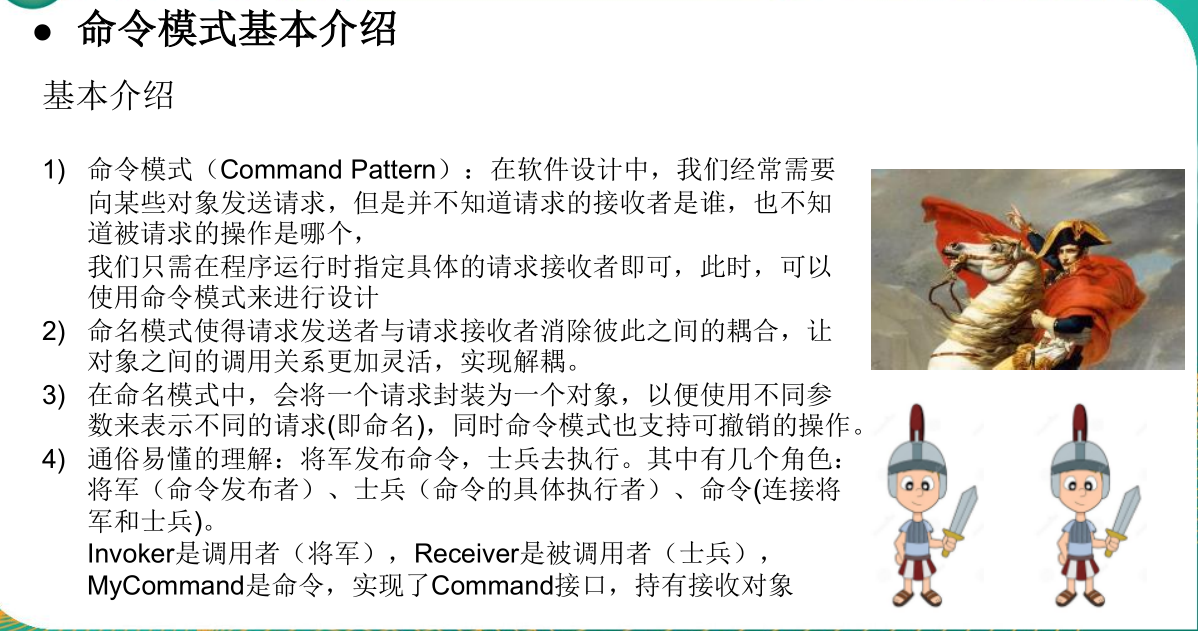 ● 命令模式基本介绍
基本介绍
1) 命令模式（Command Pattern）：在软件设计中，我们经常需要
向某些对象发送请求，但是并不知道请求的接收者是谁，也不知
道被请求的操作是哪个，
我们只需在程序运行时指定具体的请求接收者即可，此时，可以
使用命令模式来进行设计
2) 命名模式使得请求发送者与请求接收者消除彼此之间的耦合，让
对象之间的调用关系更加灵活，实现解耦。
3) 在命名模式中，会将一个请求封装为一个对象，以便使用不同参
数来表示不同的请求(即命名)，同时命令模式也支持可撤销的操作。
4) 通俗易懂的理解：将军发布命令，士兵去执行。其中有几个角色：
将军（命令发布者）、士兵（命令的具体执行者）、命令(连接将
军和士兵)。
Invoker是调用者（将军），Receiver是被调用者（士兵），
MyCommand是命令，实现了Command接口，持有接收对象